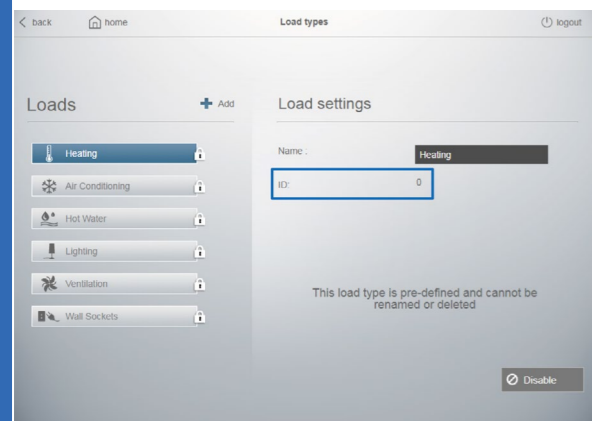 back
home
Load types
logout
Loads
Add
Load settings
Heating
Air Conditioning
Hot Water
Lighting
Ventilation
Wall Sockets
Name :
Heating
ID:
0
This load type is pre-defined and cannot be
renamed or deleted
Disable